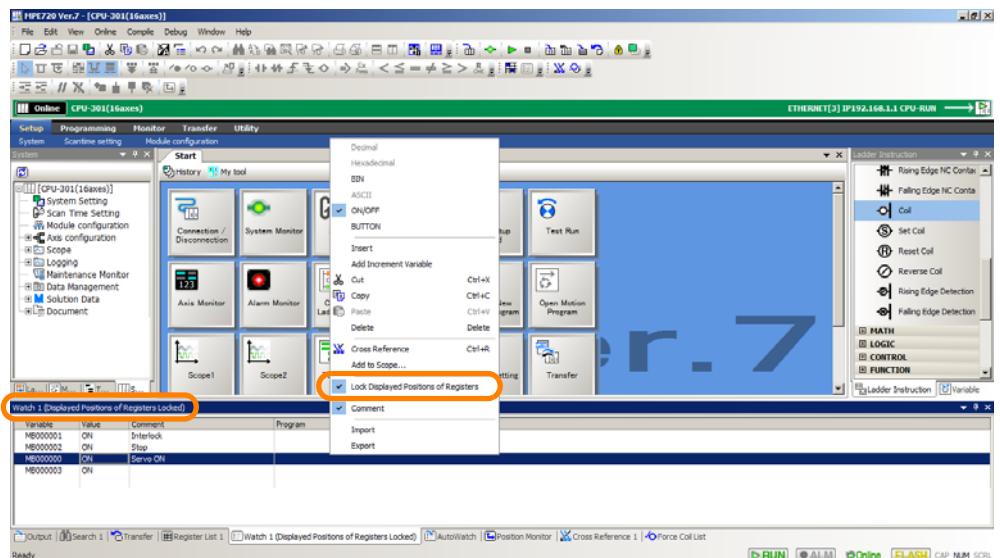 MPE720 Ver.7 - [CPU-301(16axes)]
File Edit View Online Compile Debug Window Help
Online CPU-301(16axes) ETHERNET[3] IP192.168.1.1 CPU-RUN
Setup Programming Monitor Transfer Utility
System Scantime setting Module configuration
System
Start
History My tool
[CPU-301(16axes)]
System Setting
Scan Time Setting
Module configuration
Axis configuration
Scope
Logging
Maintenance Monitor
Data Management
Solution Data
Document
Connection / Disconnection
System Monitor
Test Run
Axis Monitor
Alarm Monitor
Open Motion Program
Scope1
Scope2
Transfer
er.7
Decimal
Hexadecimal
BIN
ASCII
ON/OFF
BUTTON
Insert
Add Increment Variable
Cut Ctrl+X
Copy Ctrl+C
Paste Ctrl+V
Delete Delete
Cross Reference Ctrl+R
Add to Scope...
Lock Displayed Positions of Registers
Comment
Import
Export
Ladder Instruction
Rising Edge NC Contac
Falling Edge NC Conta
Coil
Set Coil
Reset Coil
Reverse Coil
Rising Edge Detection
Falling Edge Detection
MATH
LOGIC
CONTROL
FUNCTION
Ladder Instruction Variable
Watch 1 (Displayed Positions of Registers Locked)
Variable Value Comment Program
MB000001 ON Interlock
MB000002 ON Stop
MB000000 ON Servo ON
MB000003 ON
Output Search 1 Transfer Register List 1 Watch 1 (Displayed Positions of Registers Locked) AutoWatch Position Monitor Cross Reference 1 Force Coil List
Ready RUN ALM Online FLASH CAP NUM SCRL